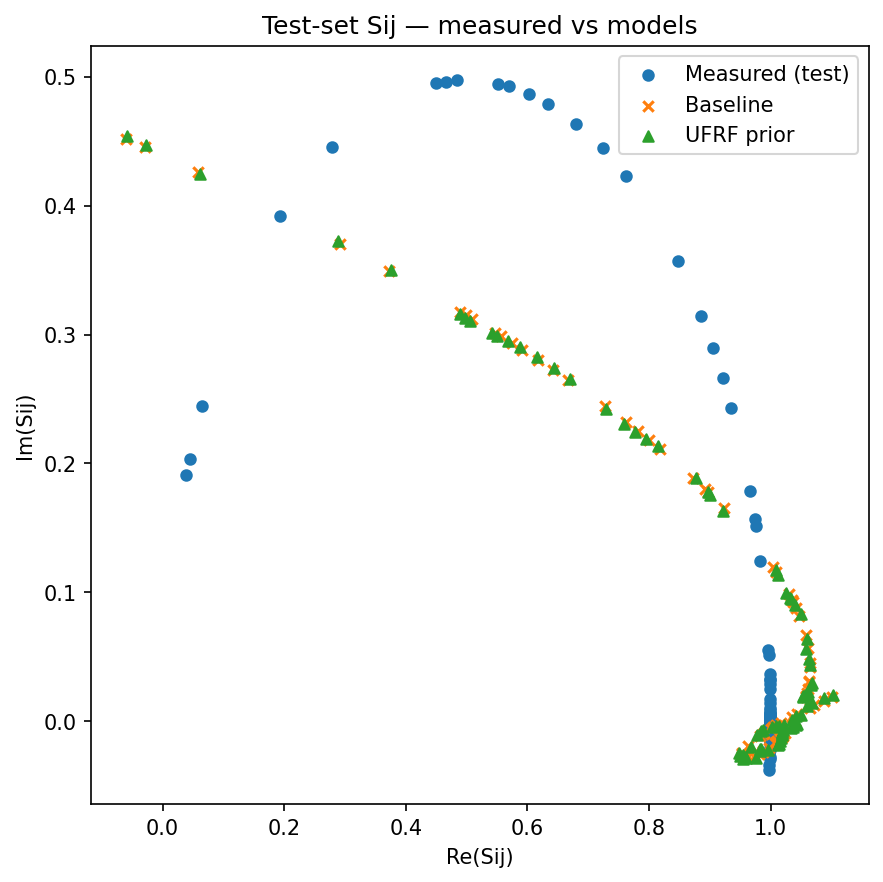 Test-set Sij — measured vs models
Measured (test)
Baseline
UFRF prior
Im(Sij)
0.5
0.4
0.3
0.2
0.1
0.0
0.0 0.2 0.4 0.6 0.8 1.0
Re(Sij)